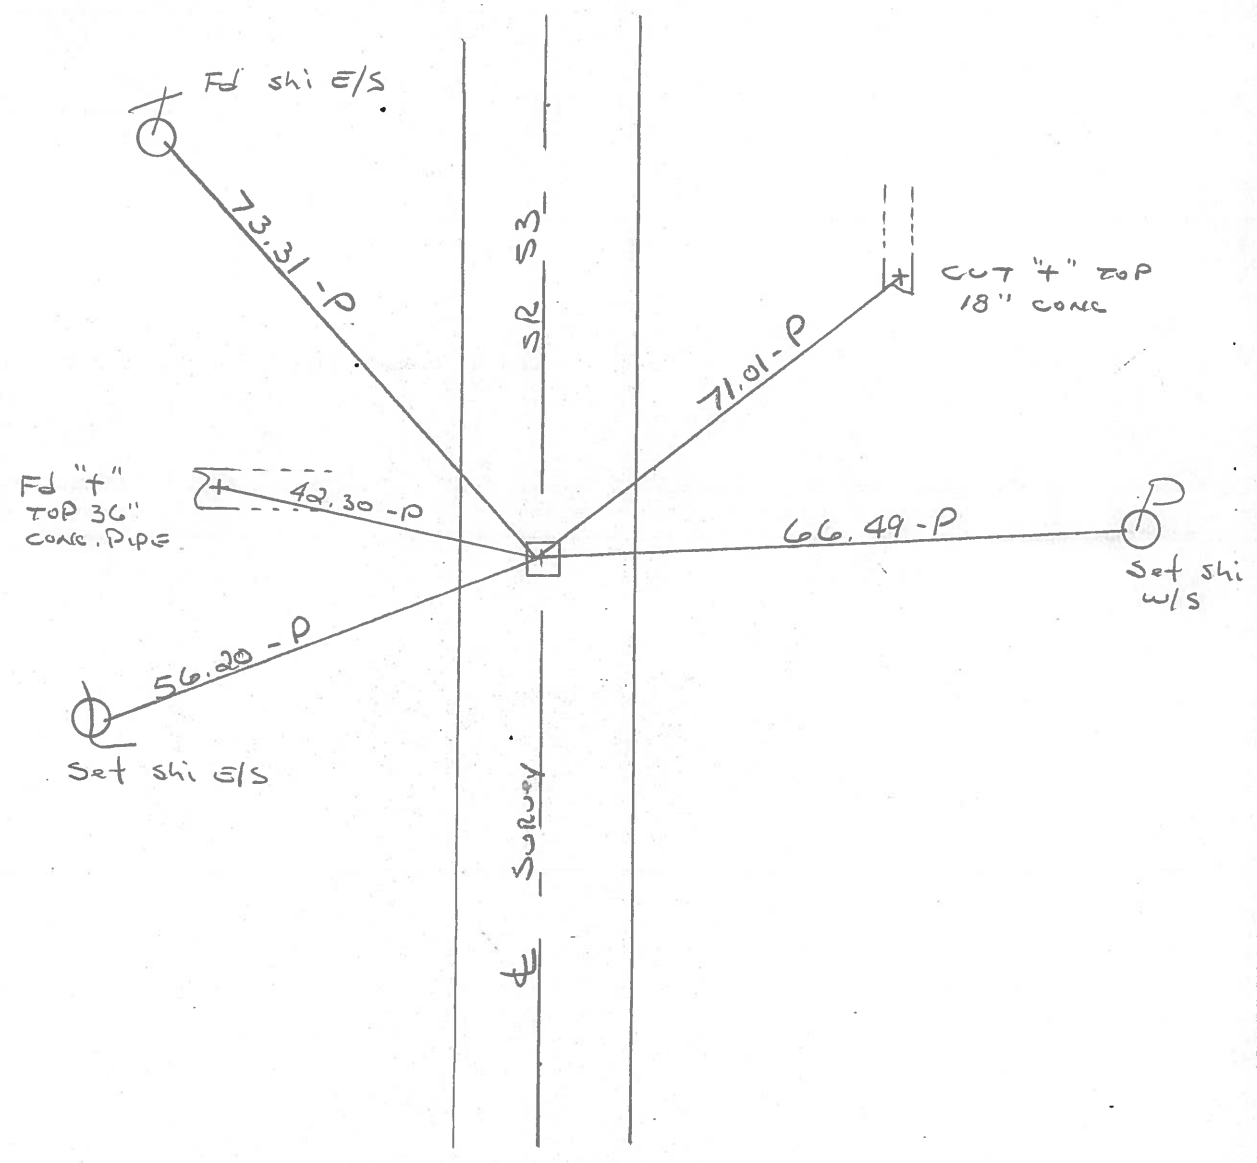 Fd shi E/S
73.31 - P
SR 53
CUT "+" TOP
18" CONC
71.01 - P
Fd "+"
TOP 36"
CONC. PIPE
42.30 - P
66.49 - P
Set shi
W/S
56.20 - P
Set shi E/S
℄ Survey